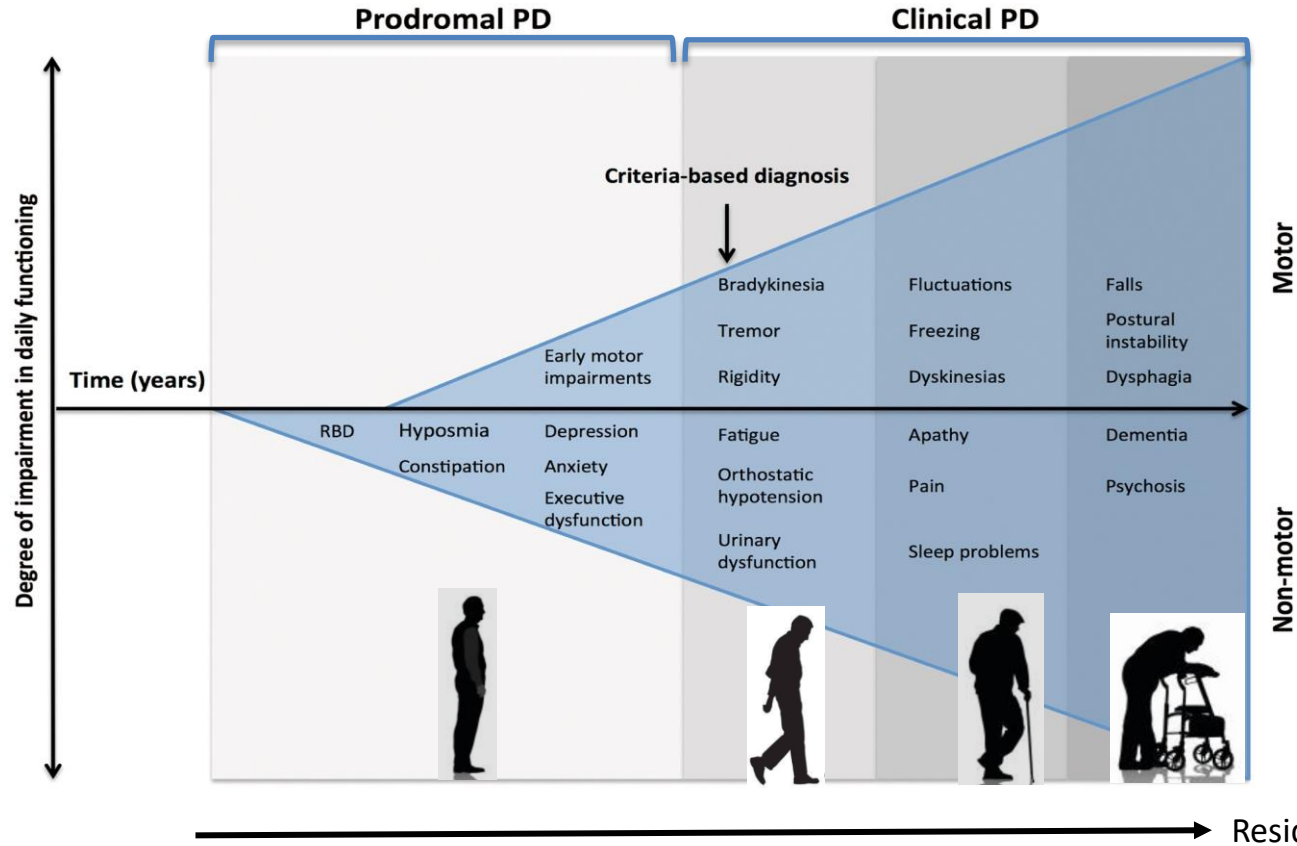 Prodromal PD
Clinical PD
Criteria-based diagnosis
Degree of impairment in daily functioning
Time (years)
Motor
Non-motor
Early motor
impairments
Bradykinesia
Tremor
Rigidity
Fluctuations
Freezing
Dyskinesias
Falls
Postural
instability
Dysphagia
RBD
Hyposmia
Constipation
Depression
Anxiety
Executive
dysfunction
Fatigue
Orthostatic
hypotension
Urinary
dysfunction
Apathy
Pain
Sleep problems
Dementia
Psychosis